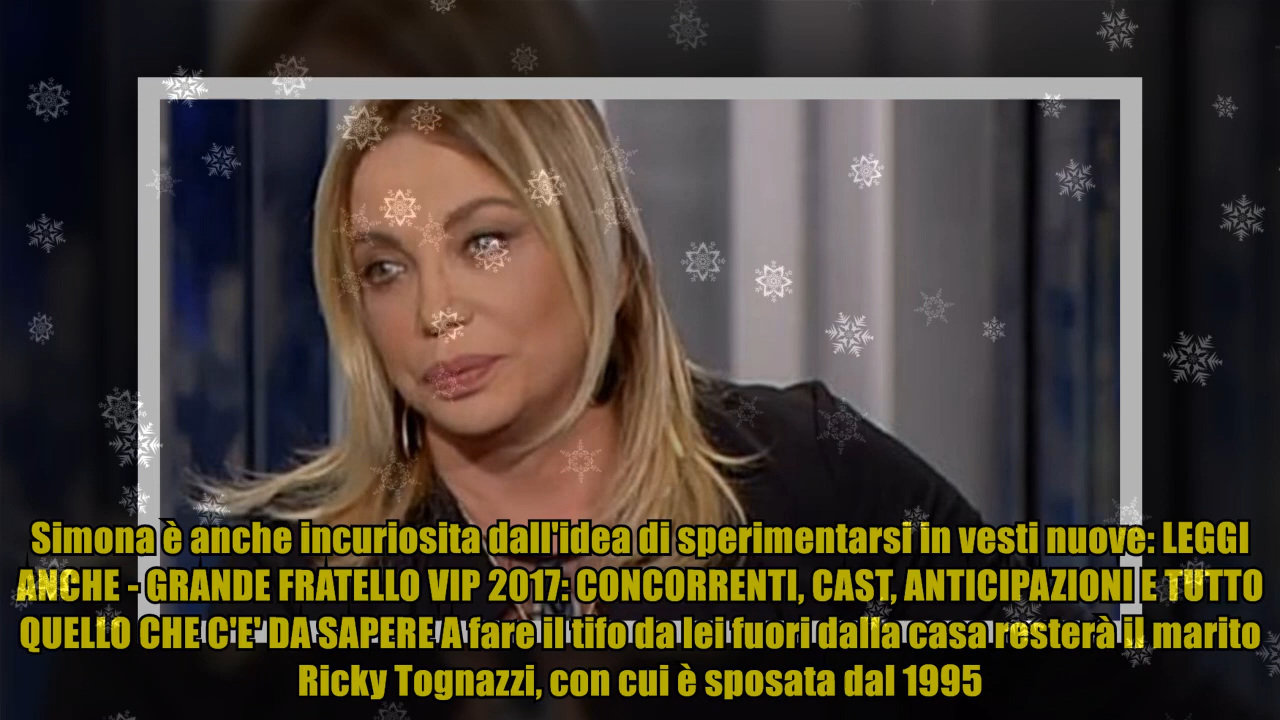 Simona è anche incuriosita dall'idea di sperimentarsi in vesti nuove: LEGGI
ANCHE - GRANDE FRATELLO VIP 2017: CONCORRENTI, CAST, ANTICIPAZIONI E TUTTO
QUELLO CHE C'E' DA SAPERE A fare il tifo da lei fuori dalla casa resterà il marito
Ricky Tognazzi, con cui è sposata dal 1995